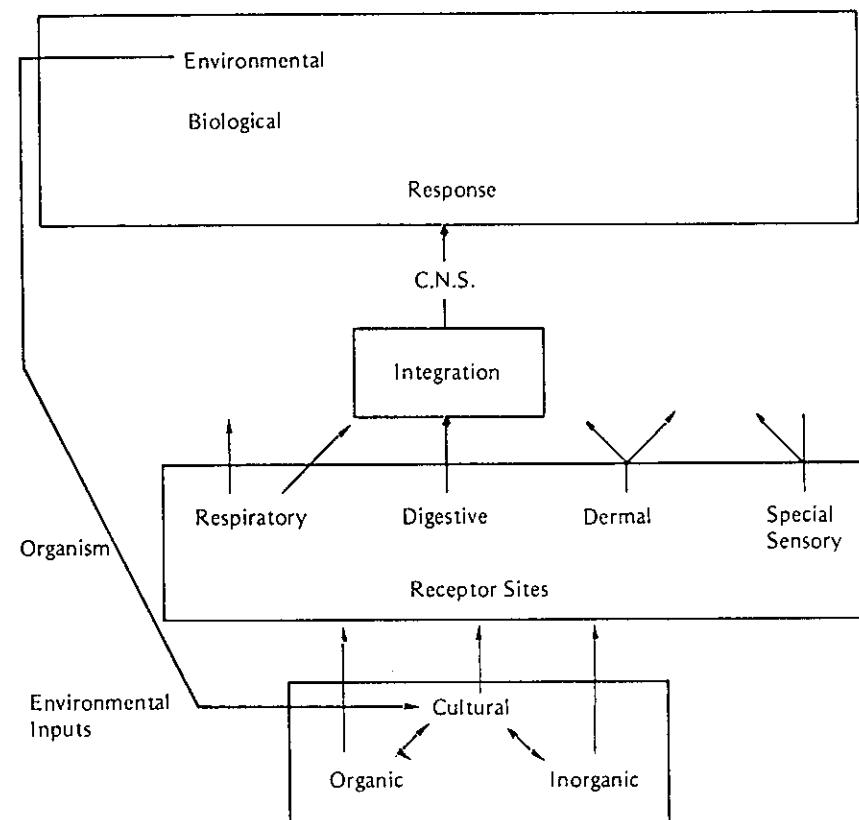 Environmental
Biological
Response
C.N.S.
Integration
Respiratory
Digestive
Dermal
Special
Sensory
Organism
Receptor Sites
Environmental
Inputs
Cultural
Organic
Inorganic